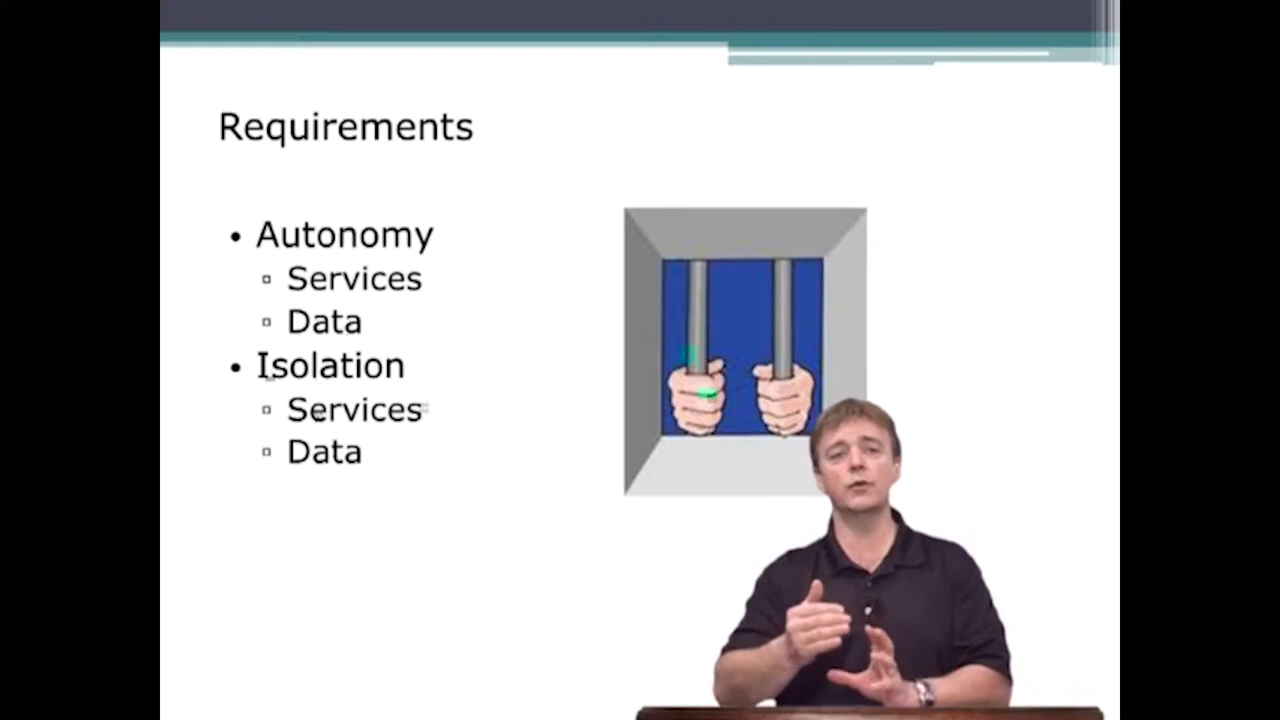 Requirements
• Autonomy
▫ Services
▫ Data
• Isolation
▫ Services
▫ Data